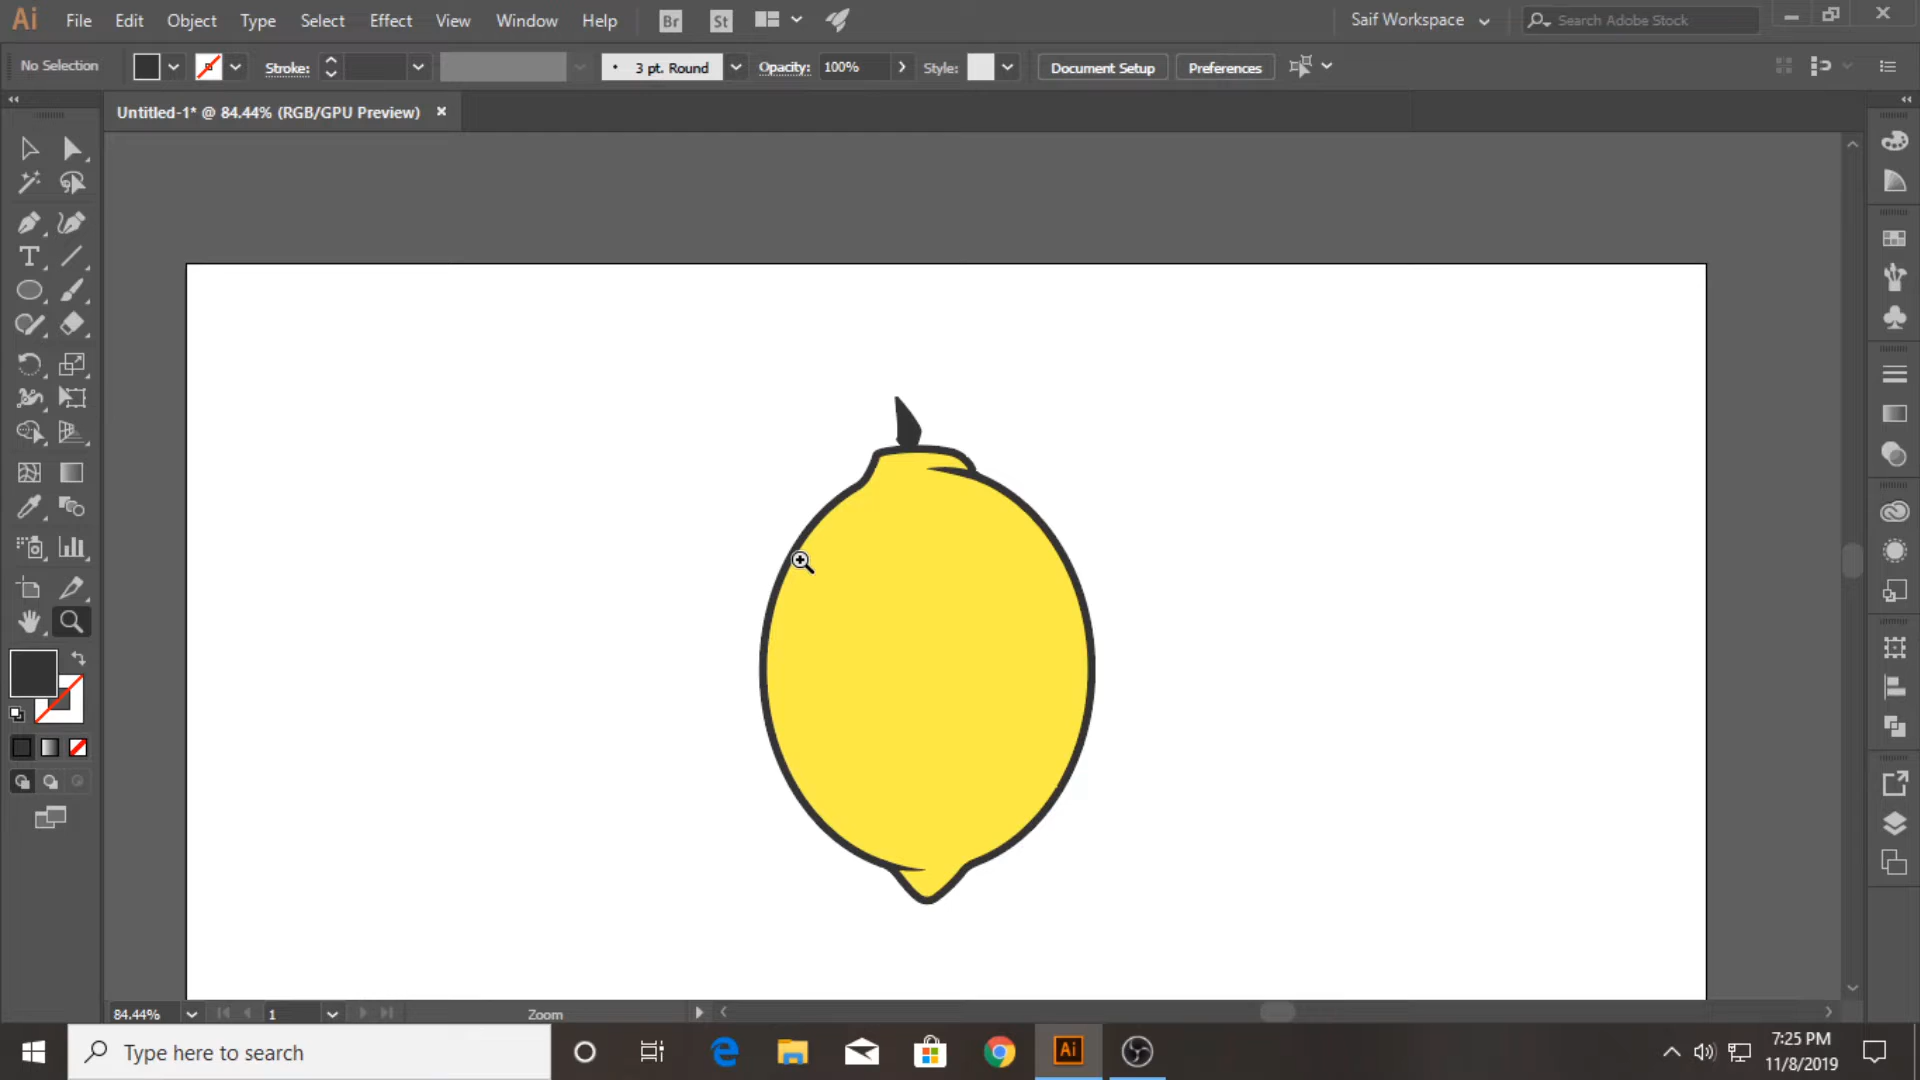 Ai File Edit Object Type Select Effect View Window Help Br St Saif Workspace Search Adobe Stock
No Selection Stroke: 3 pt. Round Opacity: 100% Style: Document Setup Preferences
Untitled-1* @ 84.44% (RGB/GPU Preview)
T
84.44% 1 Zoom
Type here to search
Ai
7:25 PM
11/8/2019